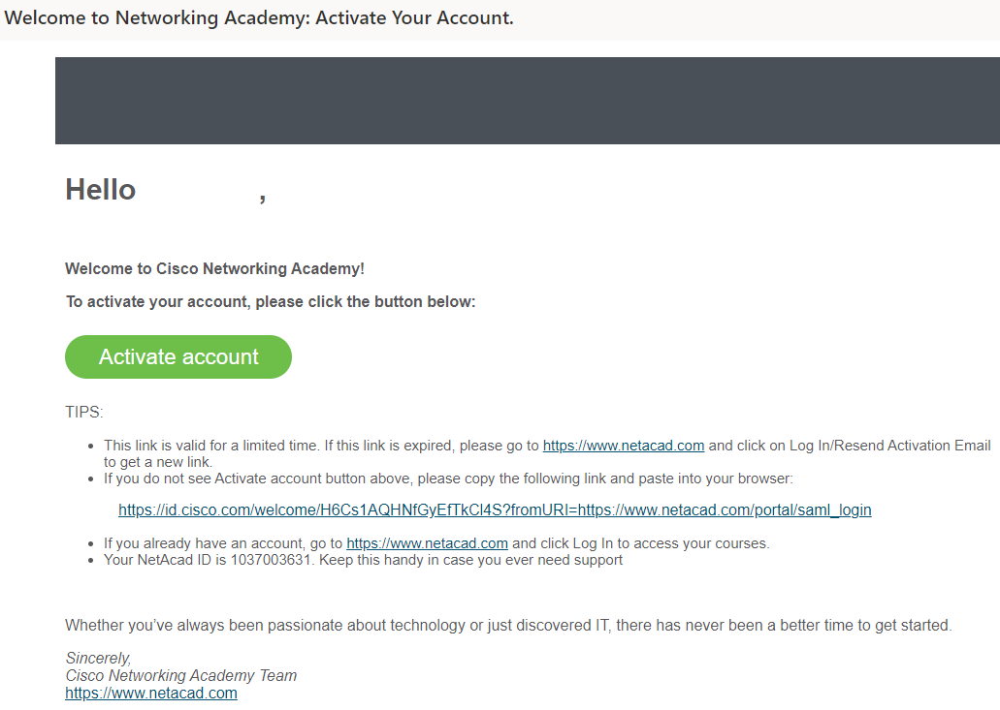 Welcome to Networking Academy: Activate Your Account.
Hello ,
Welcome to Cisco Networking Academy!
To activate your account, please click the button below:
Activate account
TIPS:
• This link is valid for a limited time. If this link is expired, please go to https://www.netacad.com and click on Log In/Resend Activation Email
to get a new link.
• If you do not see Activate account button above, please copy the following link and paste into your browser:
https://id.cisco.com/welcome/H6Cs1AQHNfGyEfTkCl4S?fromURI=https://www.netacad.com/portal/saml_login
• If you already have an account, go to https://www.netacad.com and click Log In to access your courses.
• Your NetAcad ID is 1037003631. Keep this handy in case you ever need support
Whether you’ve always been passionate about technology or just discovered IT, there has never been a better time to get started.
Sincerely,
Cisco Networking Academy Team
https://www.netacad.com